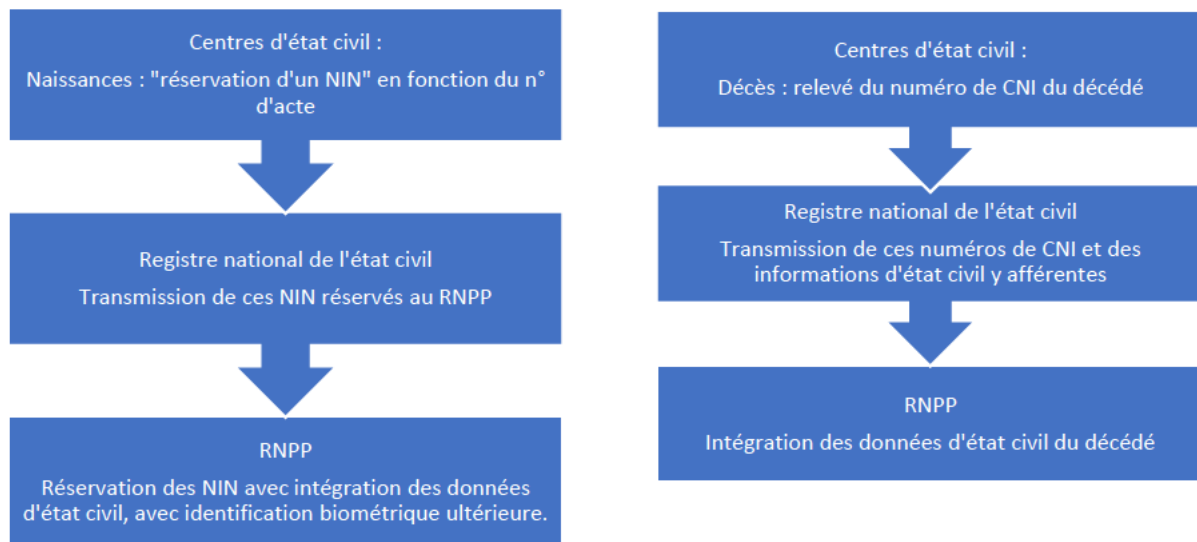 Centres d'état civil :
Naissances : "réservation d'un NIN" en fonction du n°
d'acte
Registre national de l'état civil
Transmission de ces NIN réservés au RNPP
RNPP
Réservation des NIN avec intégration des données
d'état civil, avec identification biométrique ultérieure.
Centres d'état civil :
Décès : relevé du numéro de CNI du décédé
Registre national de l'état civil
Transmission de ces numéros de CNI et des
informations d'état civil y afférentes
RNPP
Intégration des données d'état civil du décédé